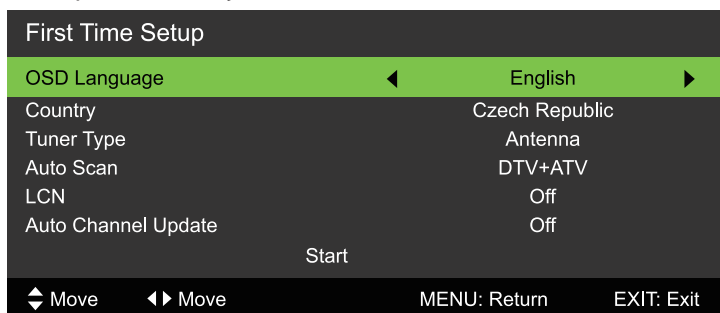 First Time Setup
OSD Language English
Country Czech Republic
Tuner Type Antenna
Auto Scan DTV+ATV
LCN Off
Auto Channel Update Off
Start
Move Move MENU: Return EXIT: Exit